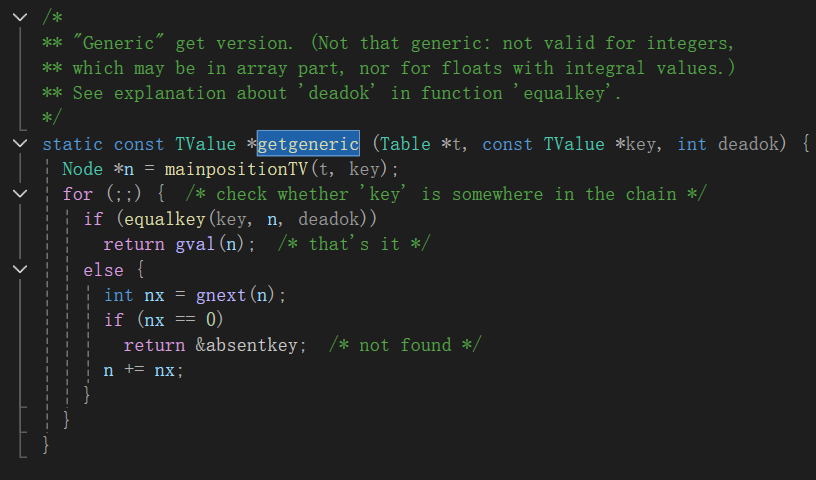 /*
** "Generic" get version. (Not that generic: not valid for integers,
** which may be in array part, nor for floats with integral values.)
** See explanation about 'deadok' in function 'equalkey'.
*/
static const TValue *getgeneric (Table *t, const TValue *key, int deadok) {
  Node *n = mainpositionTV(t, key);
  for (;;) {  /* check whether 'key' is somewhere in the chain */
    if (equalkey(key, n, deadok))
      return gval(n);  /* that's it */
    else {
      int nx = gnext(n);
      if (nx == 0)
        return &absentkey;  /* not found */
      n += nx;
    }
  }
}